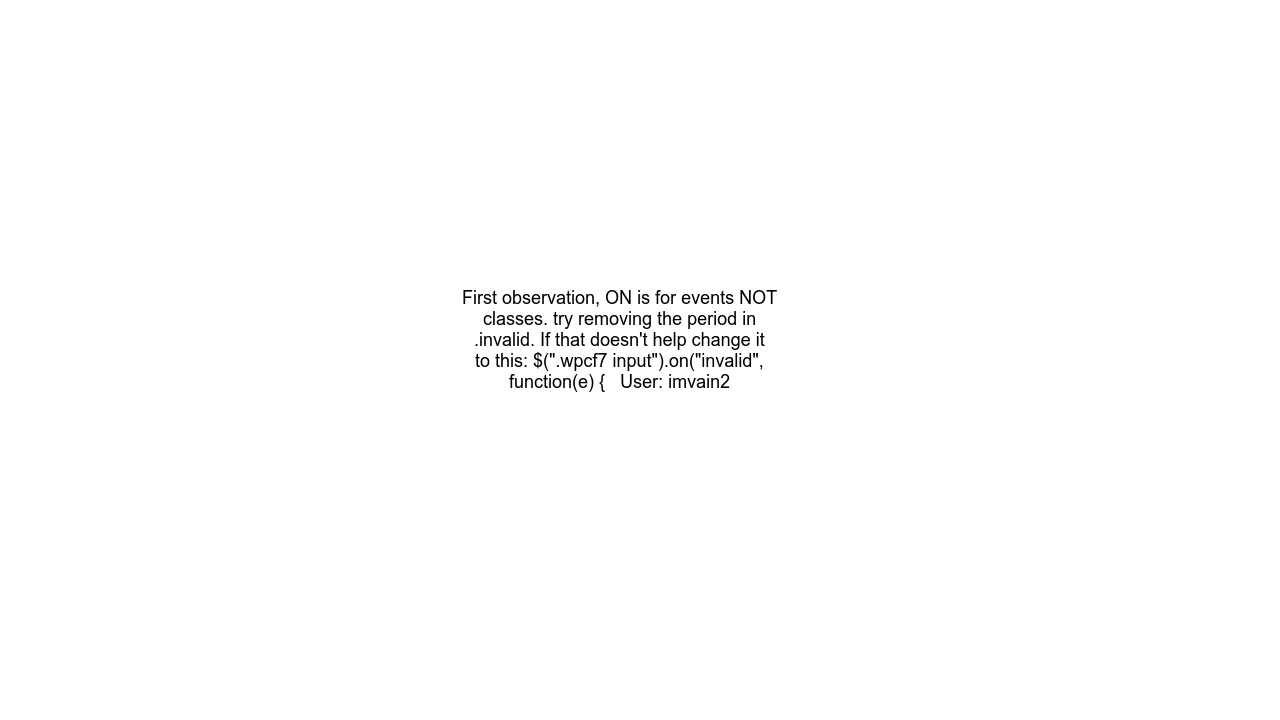 First observation, ON is for events NOT
classes. try removing the period in
.invalid. If that doesn't help change it
to this: $(".wpcf7 input").on("invalid",
function(e) {   User: imvain2